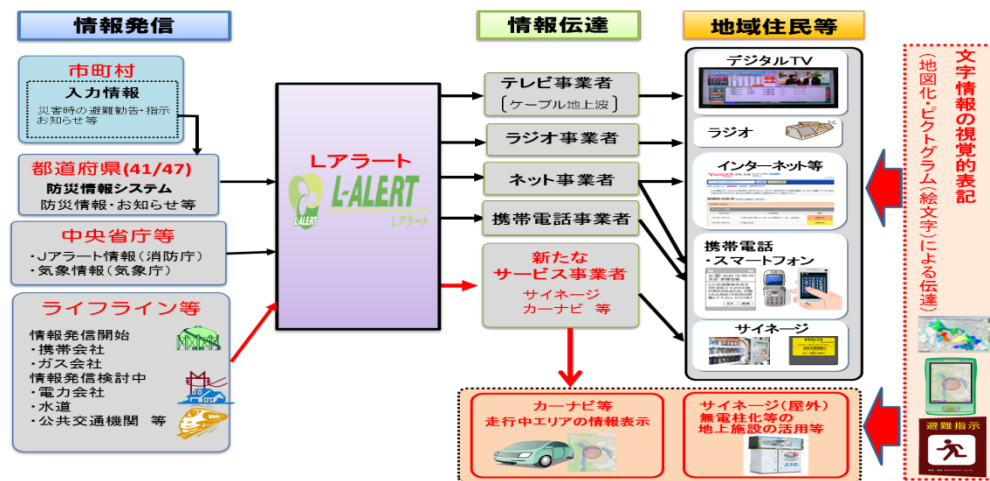 情報発信
情報伝達
地域住民等
市町村
入力情報
災害時の避難勧告・指示
お知らせ等
都道府県(41/47)
防災情報システム
防災情報・お知らせ等
中央省庁等
・Jアラート情報(消防庁)
・気象情報(気象庁)
ライフライン等
情報発信開始
・携帯会社
・ガス会社
情報発信検討中
・電力会社
・水道
・公共交通機関 等
Lアラート
L-ALERT
L-ALERT
Lアラート
テレビ事業者
(ケーブル地上波)
ラジオ事業者
ネット事業者
携帯電話事業者
新たな
サービス事業者
サイネージ
カーナビ 等
デジタルTV
ラジオ
インターネット等
携帯電話
・スマートフォン
サイネージ
カーナビ等
走行中エリアの情報表示
サイネージ(屋外)
無電柱化等の
地上施設の活用等
文字情報の視覚的表記
(地図化・ピクトグラム(絵文字)による伝達)
避難指示